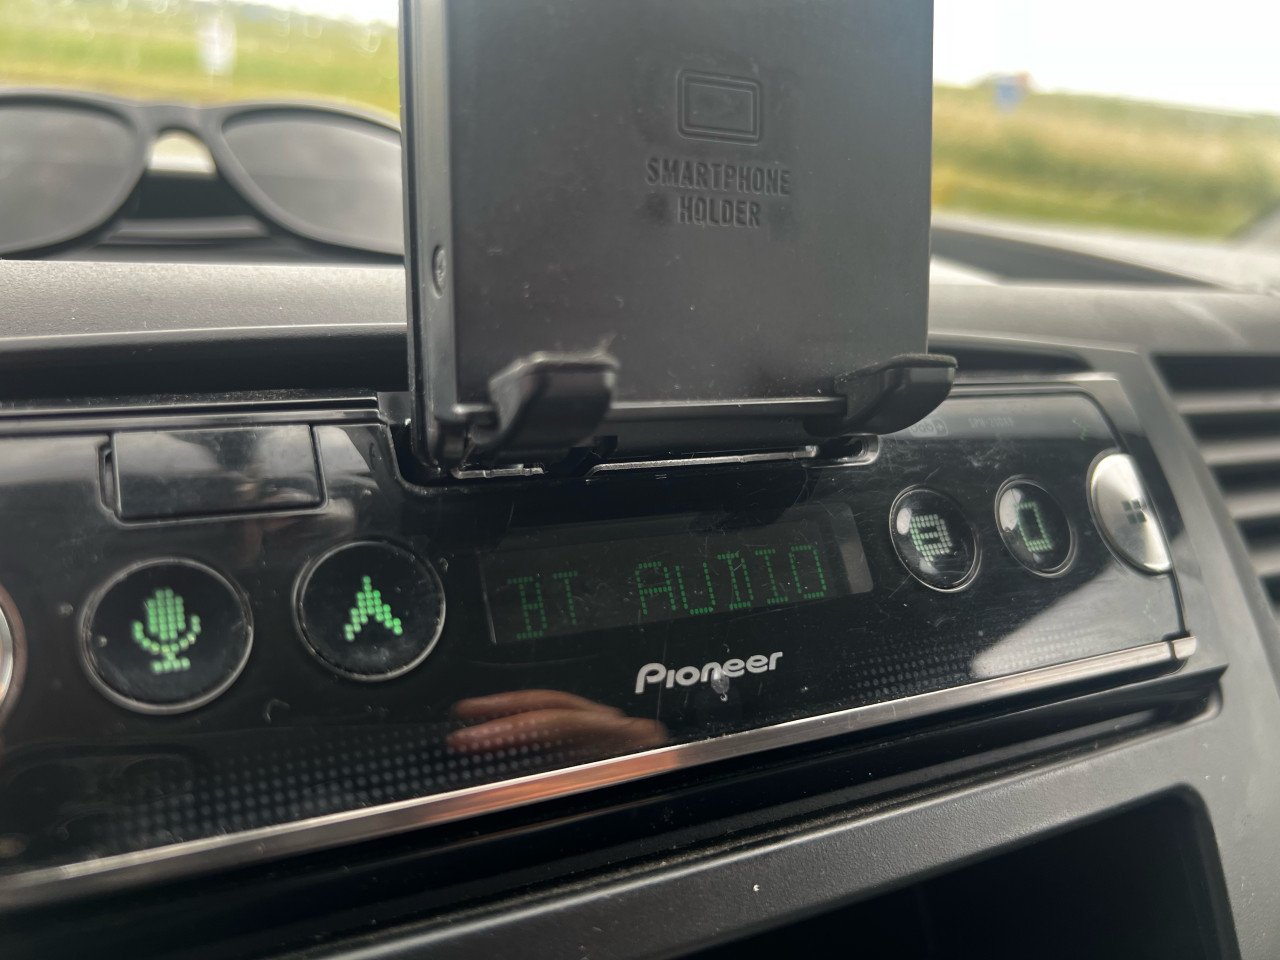 SMARTPHONE
HOLDER
BT AUDIO
Pioneer